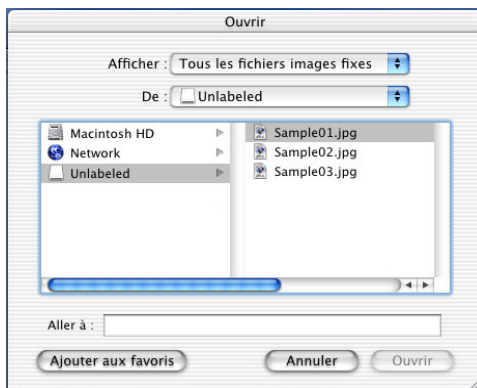 Ouvrir
Afficher : Tous les fichiers images fixes
De : Unlabeled
Macintosh HD
Network
Unlabeled
Sample01.jpg
Sample02.jpg
Sample03.jpg
Aller à :
Ajouter aux favoris
Annuler
Ouvrir